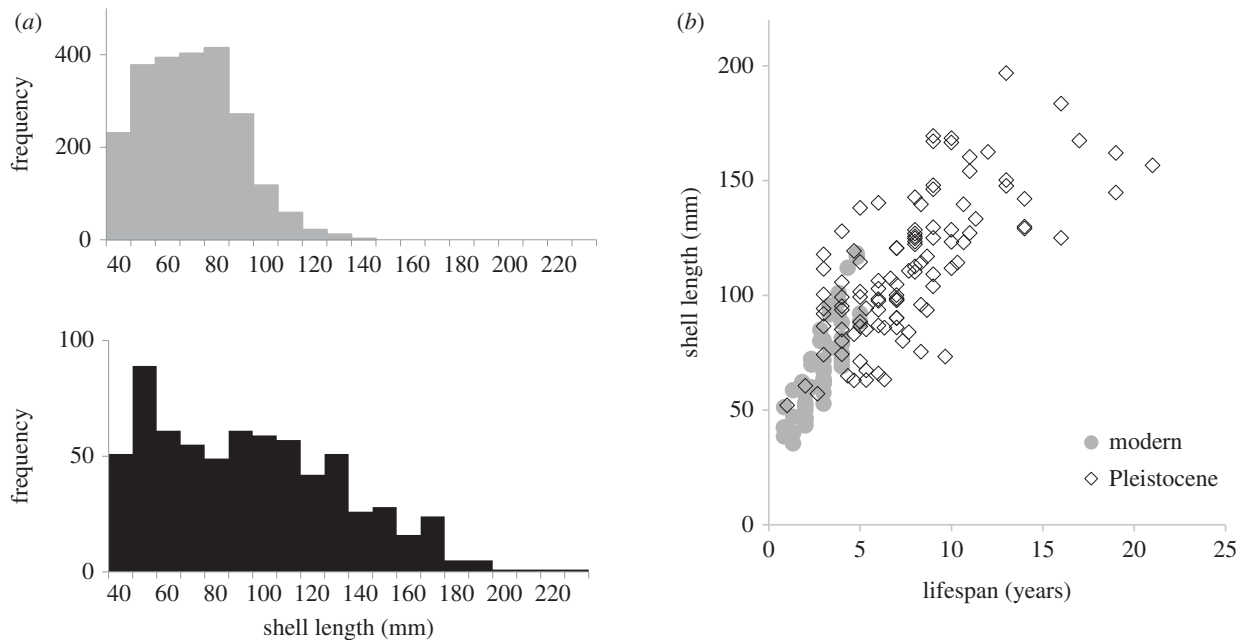 (a)
400
200
0
frequency
40 60 80 100 120 140 160 180 200 220
100
50
0
frequency
40 60 80 100 120 140 160 180 200 220
shell length (mm)
(b)
200
150
100
50
0
shell length (mm)
modern
Pleistocene
0 5 10 15 20 25
lifespan (years)